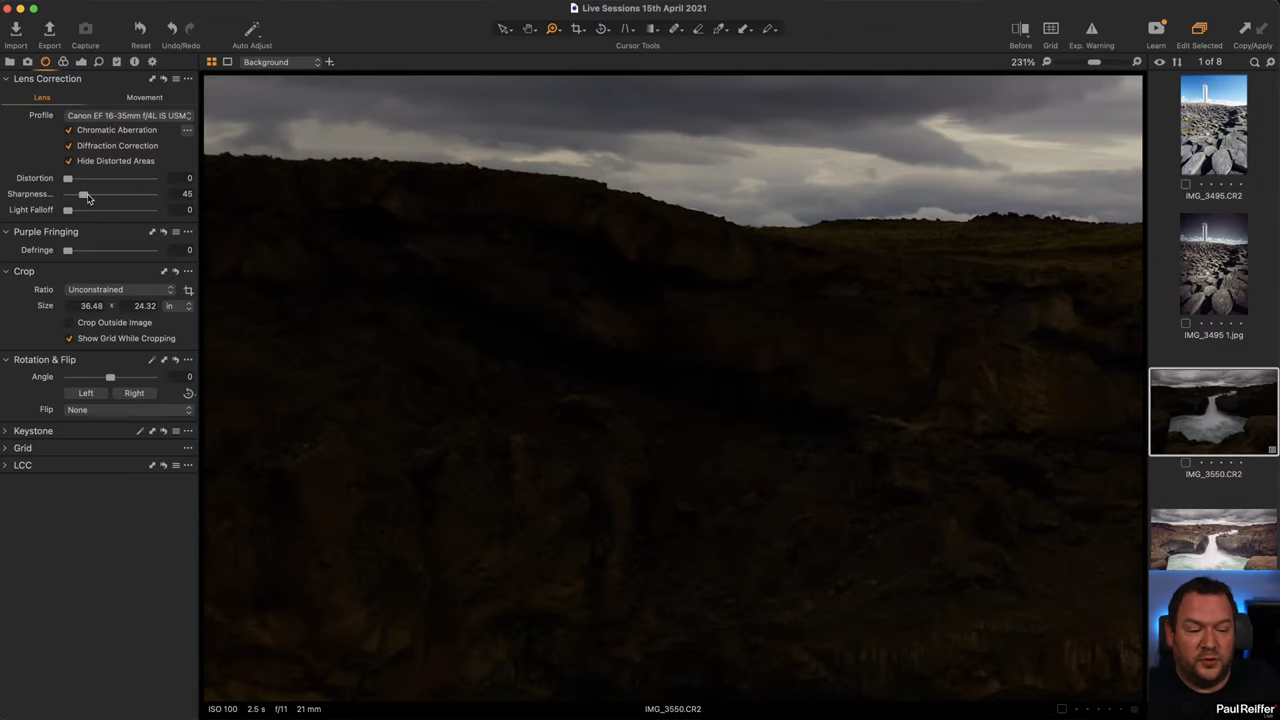 Live Sessions 15th April 2021
Import
Export
Capture
Reset
Undo/Redo
Auto Adjust
Cursor Tools
Before
Grid
Exp. Warning
Learn
Edit Selected
Copy/Apply
Background
231%
1 of 8
Lens Correction
Lens
Movement
Profile
Canon EF 16-35mm f/4L IS USM
Chromatic Aberration
Diffraction Correction
Hide Distorted Areas
Distortion
0
Sharpness...
45
Light Falloff
0
Purple Fringing
Defringe
0
Crop
Ratio
Unconstrained
Size
36.48 x 24.32 in
Crop Outside Image
Show Grid While Cropping
Rotation & Flip
Angle
0
Left
Right
Flip
None
Keystone
Grid
LCC
IMG_3495.CR2
IMG_3495 1.jpg
IMG_3550.CR2
ISO 100
2.5 s
f/11
21 mm
IMG_3550.CR2
PaulReiffer
Live